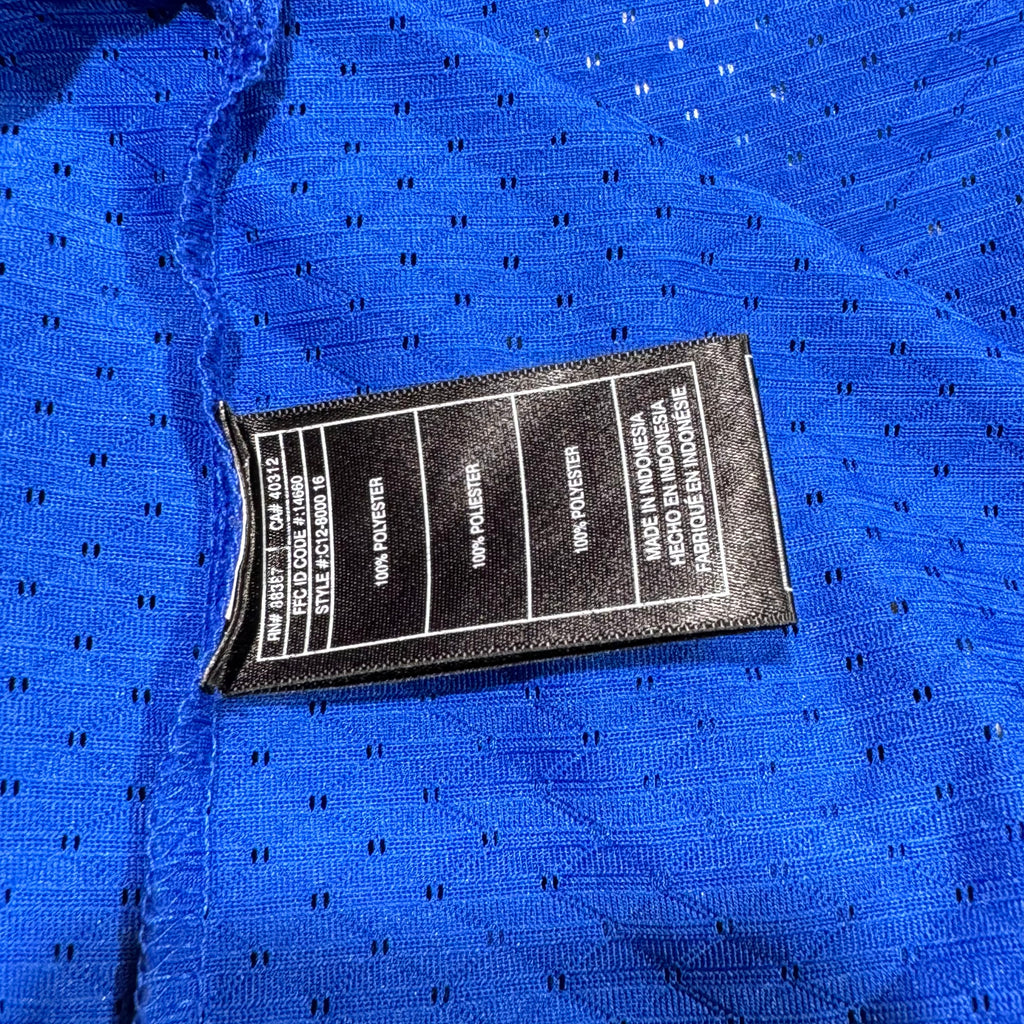 RN# 88387 CA# 40312
FFC ID CODE #:14660
STYLE #:C12-8000 16
100% POLYESTER
100% POLIESTER
100% POLYESTER
MADE IN INDONESIA
HECHO EN INDONESIA
FABRIQUÉ EN INDONÉSIE